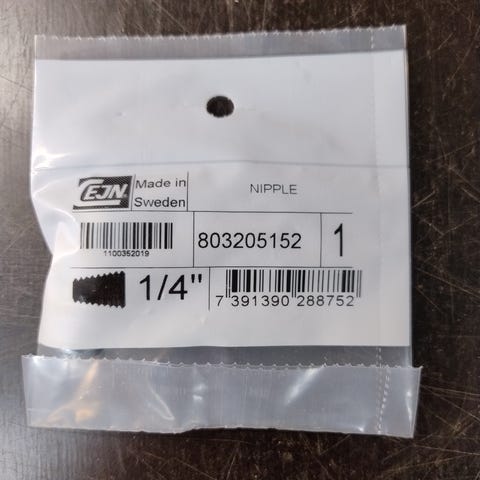 CEJN
Made in
Sweden
NIPPLE
1100352019
803205152
1
1/4"
7 391390 288752